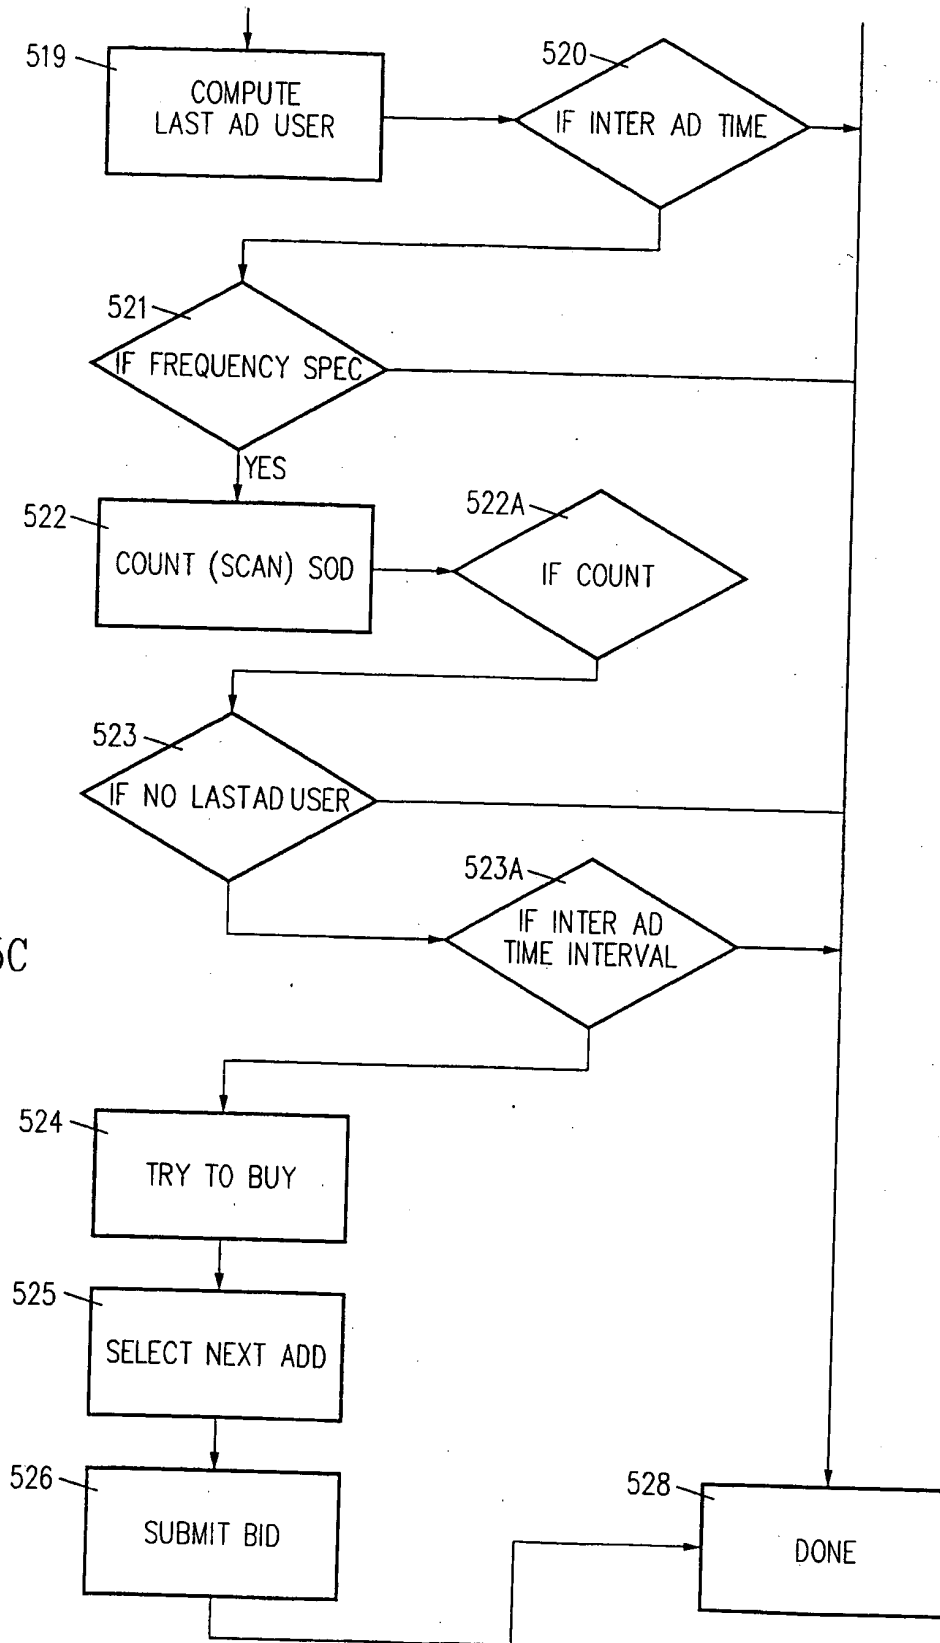 519
COMPUTE
LAST AD USER
520
IF INTER AD TIME
521
IF FREQUENCY SPEC
YES
522
COUNT (SCAN) SOD
522A
IF COUNT
523
IF NO LASTAD USER
523A
IF INTER AD
TIME INTERVAL
524
TRY TO BUY
525
SELECT NEXT ADD
526
SUBMIT BID
528
DONE